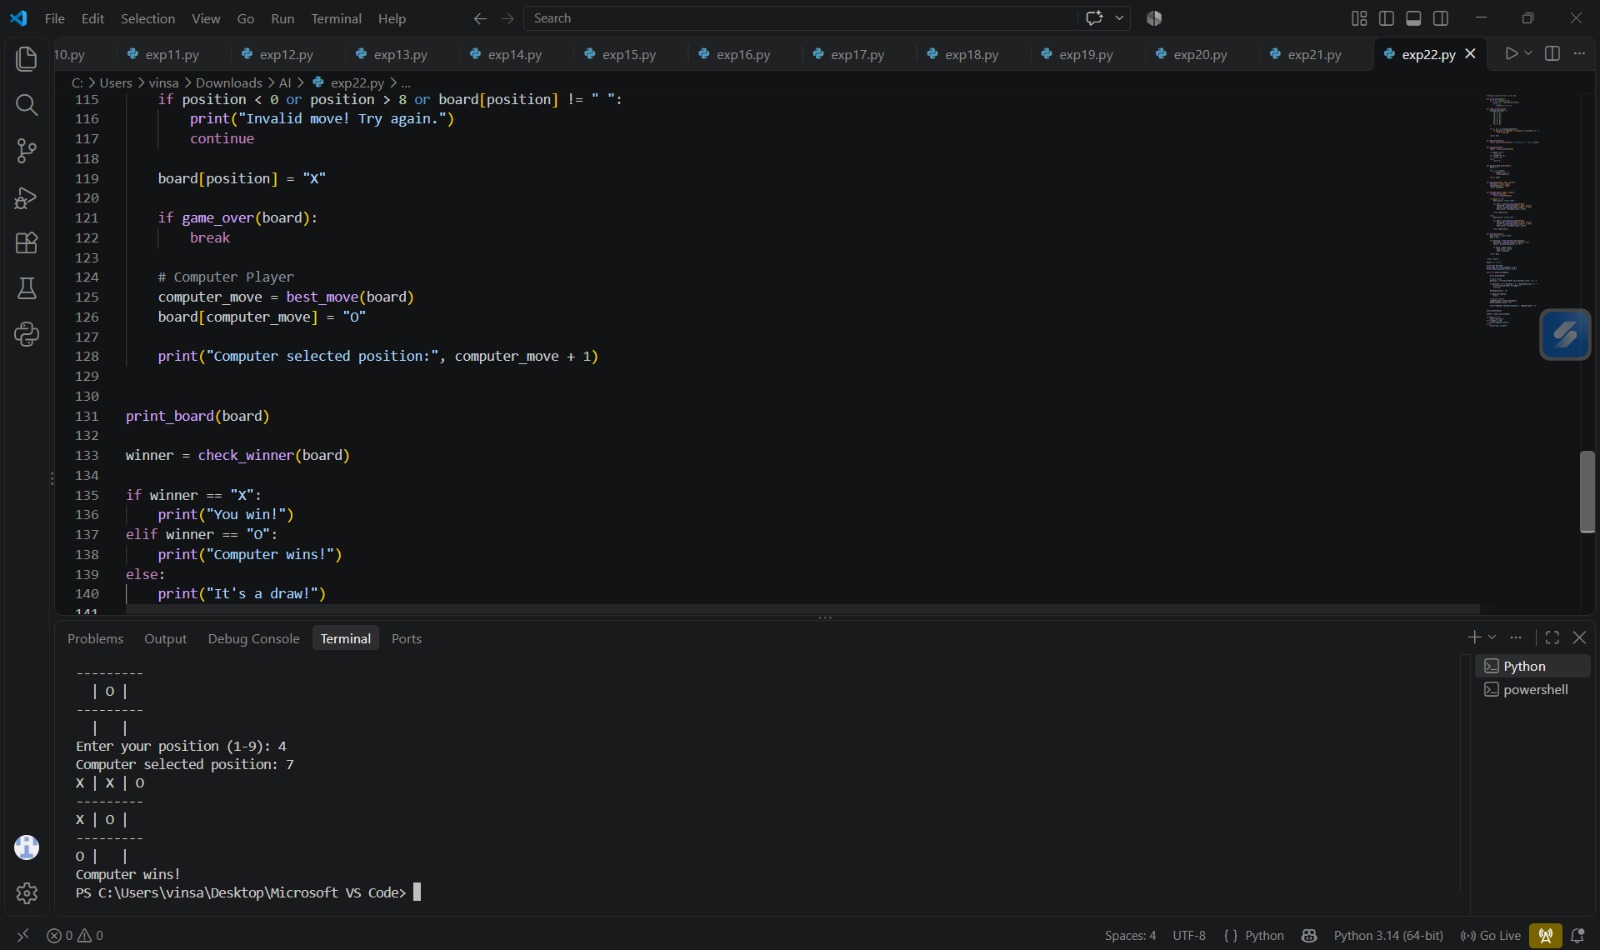 File Edit Selection View Go Run Terminal Help Search
10.py exp11.py exp12.py exp13.py exp14.py exp15.py exp16.py exp17.py exp18.py exp19.py exp20.py exp21.py exp22.py
C: > Users > vinsa > Downloads > AI > exp22.py > ...
115 if position < 0 or position > 8 or board[position] != " ":
116 print("Invalid move! Try again.")
117 continue
118
119 board[position] = "X"
120
121 if game_over(board):
122 break
123
124 # Computer Player
125 computer_move = best_move(board)
126 board[computer_move] = "O"
127
128 print("Computer selected position:", computer_move + 1)
129
130
131 print_board(board)
132
133 winner = check_winner(board)
134
135 if winner == "X":
136 print("You win!")
137 elif winner == "O":
138 print("Computer wins!")
139 else:
140 print("It's a draw!")
141
Problems Output Debug Console Terminal Ports
Python
powershell
---------
  | O |
---------
  |   |
Enter your position (1-9): 4
Computer selected position: 7
X | X | O
---------
X | O |
---------
O |   |
Computer wins!
PS C:\Users\vinsa\Desktop\Microsoft VS Code>
0 0 Spaces: 4 UTF-8 { } Python Python 3.14 (64-bit) Go Live